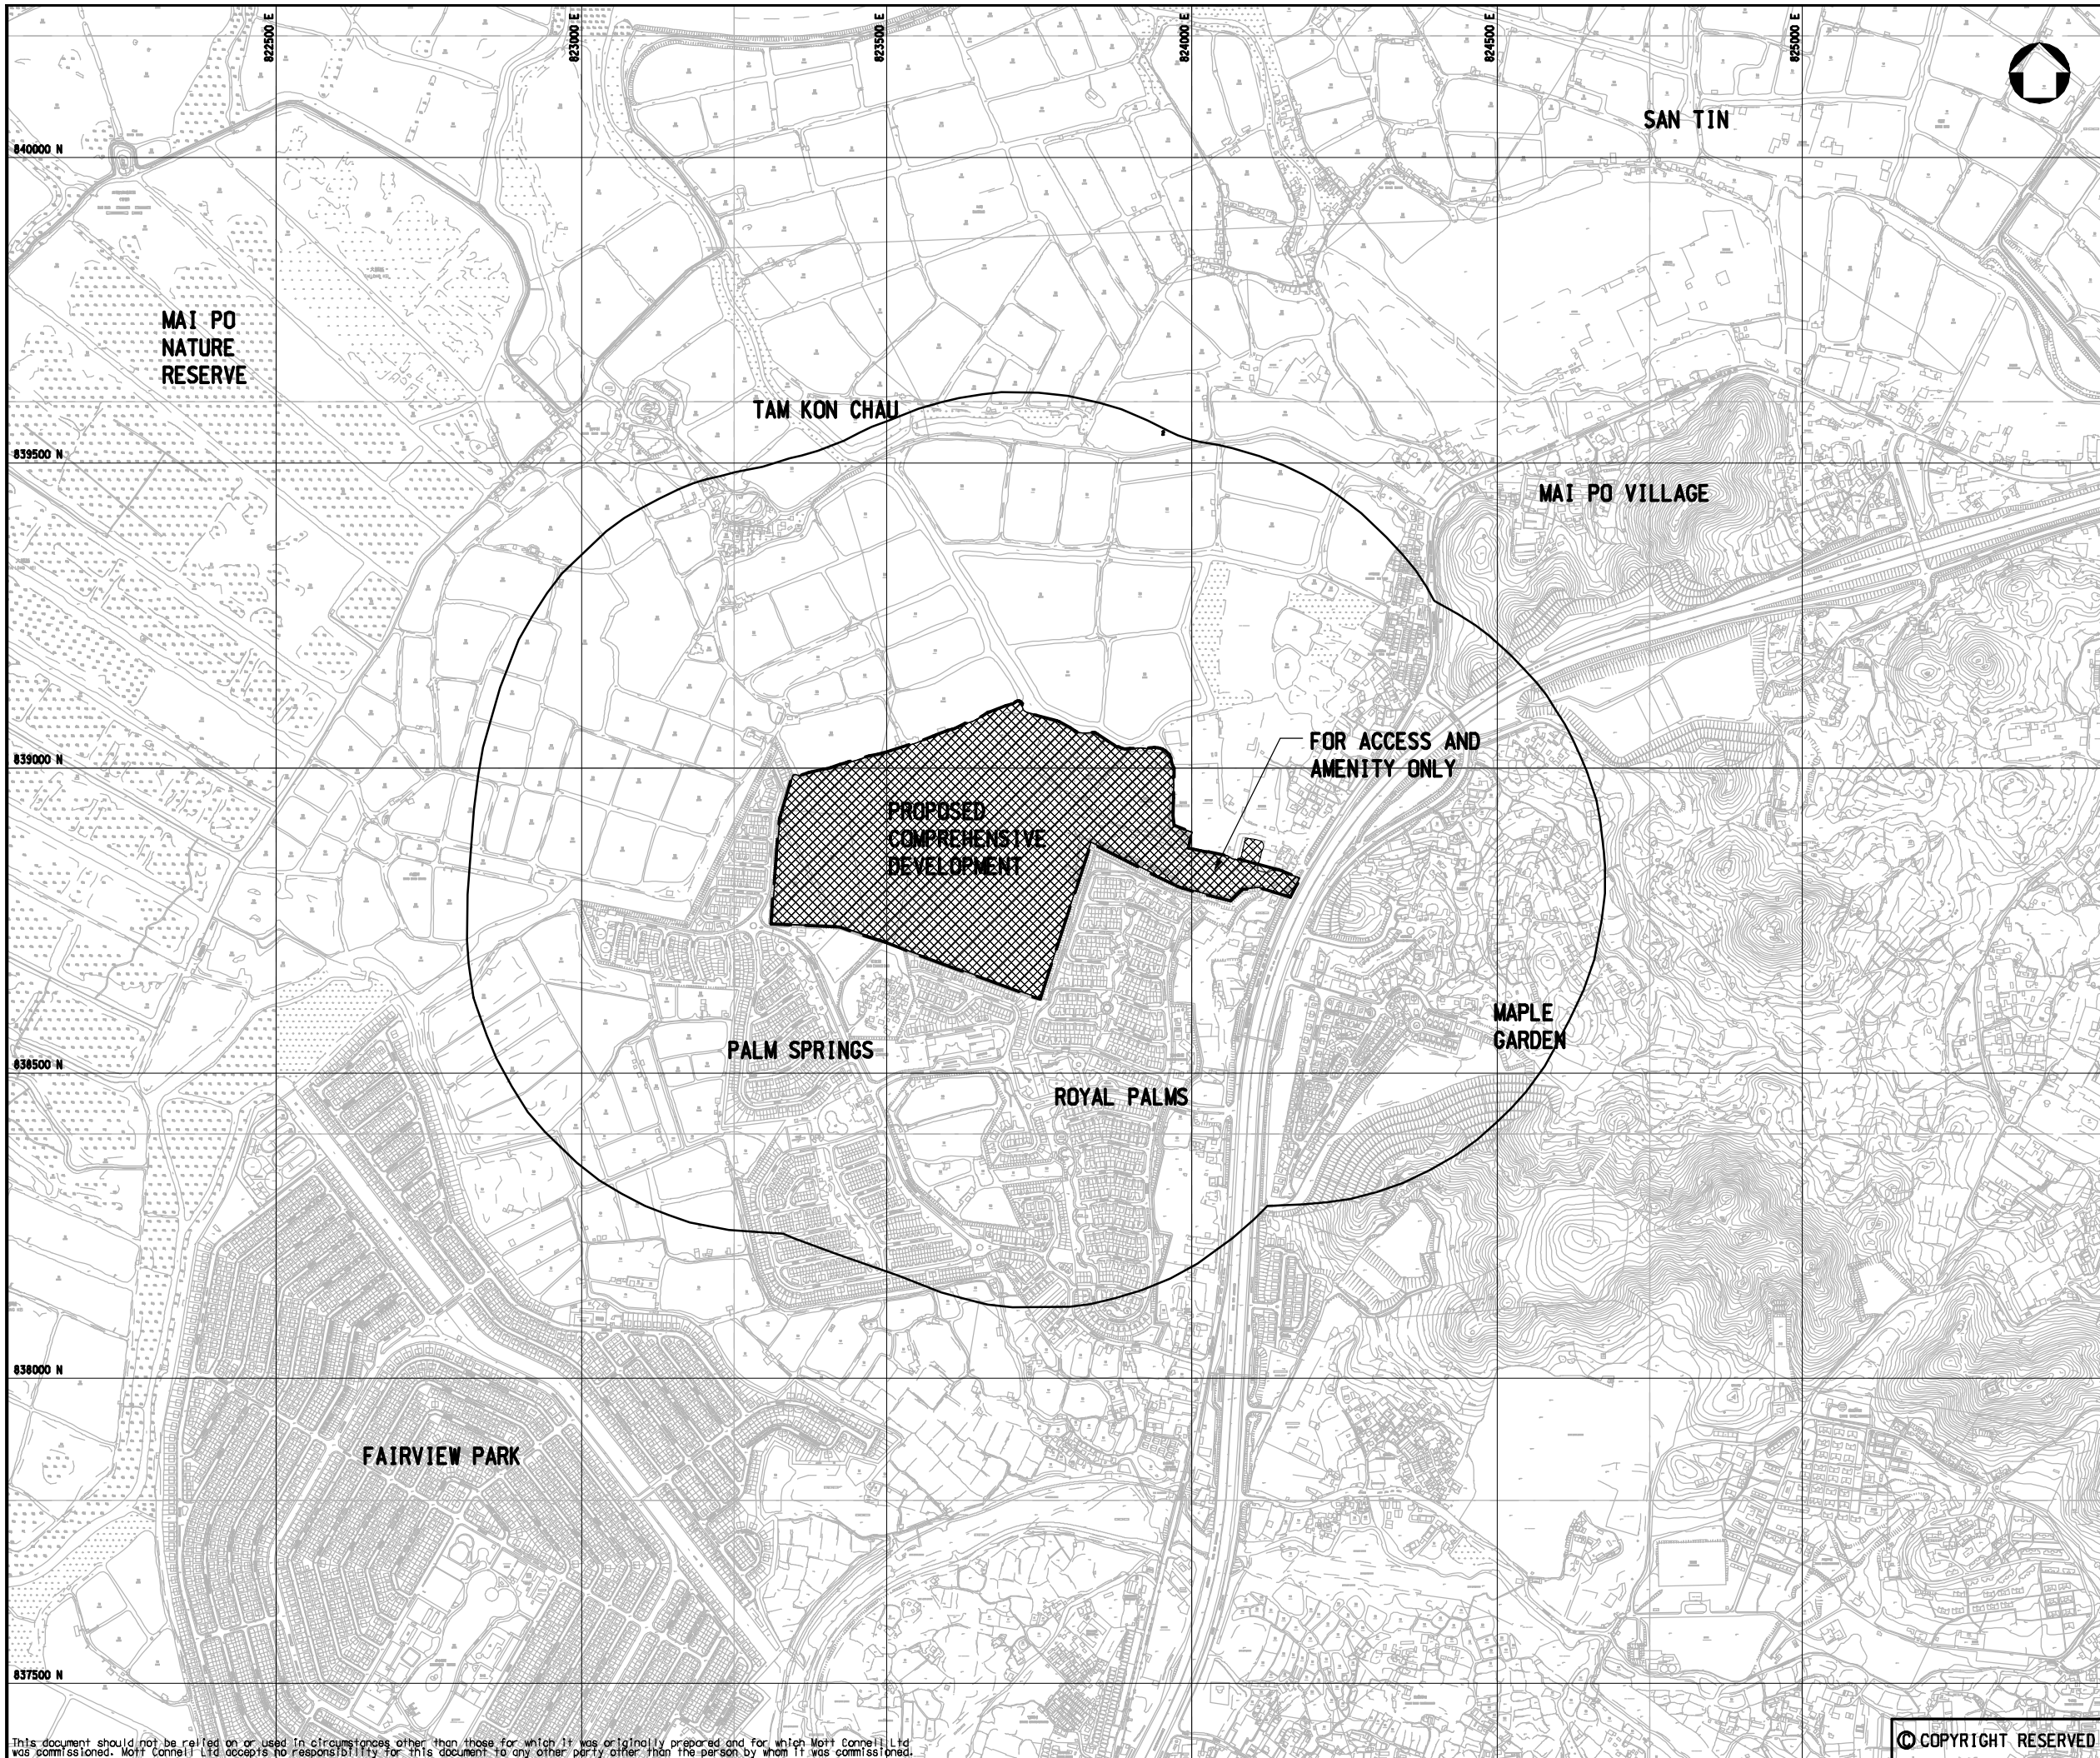 822500 E
823000 E
823500 E
824000 E
824500 E
825000 E
SAN TIN
840000 N
MAI PO
NATURE
RESERVE
TAM KON CHAU
839500 N
MAI PO VILLAGE
FOR ACCESS AND
AMENITY ONLY
839000 N
PROPOSED
COMPREHENSIVE
DEVELOPMENT
MAPLE
GARDEN
PALM SPRINGS
838500 N
ROYAL PALMS
838000 N
FAIRVIEW PARK
837500 N
This document should not be relied on or used in circumstances other than those for which it was originally prepared and for which Mott Connell Ltd
was commissioned. Mott Connell Ltd accepts no responsibility for this document to any other party other than the person by whom it was commissioned.
© COPYRIGHT RESERVED